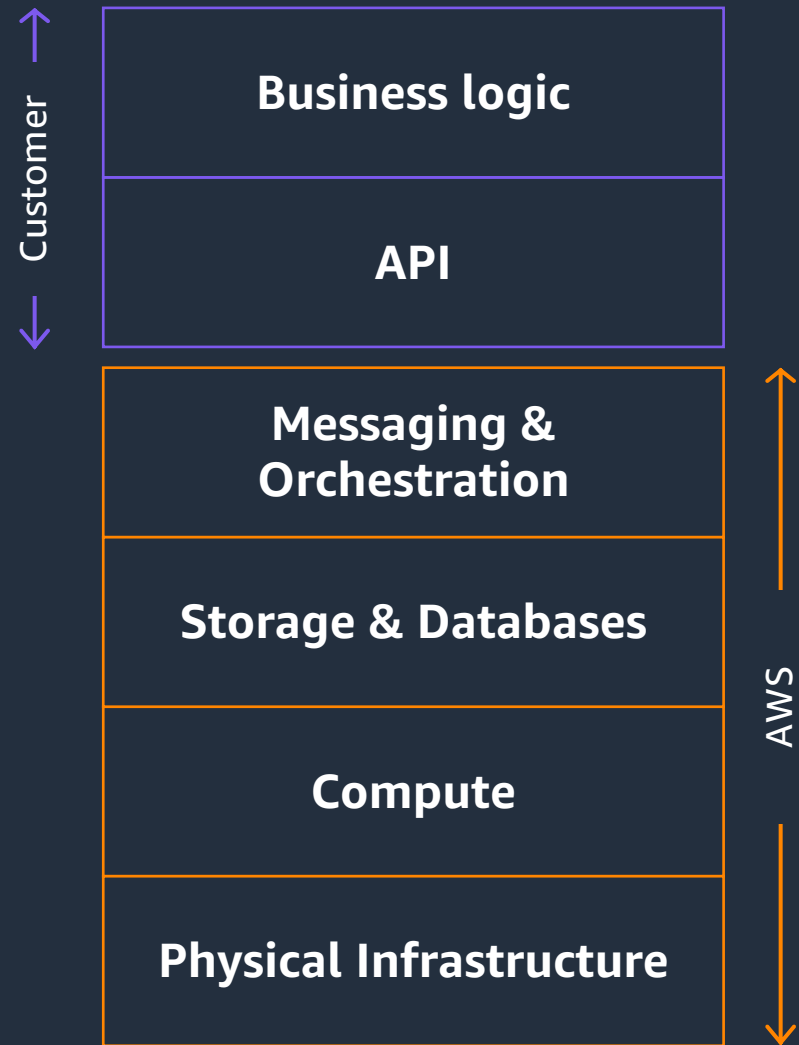 Customer
Business logic
API
Messaging &
Orchestration
Storage & Databases
AWS
Compute
Physical Infrastructure